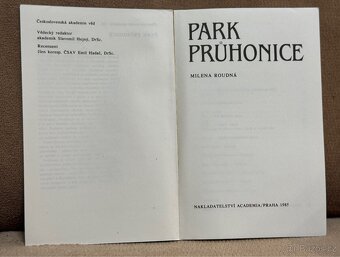 Československá akademie věd
Vědecký redaktor
akademik Slavomil Hejný, DrSc.
Recenzent
člen koresp. ČSAV Emil Hadač, DrSc.
PARK
PRŮHONICE
MILENA ROUDNÁ
NAKLADATELSTVÍ ACADEMIA/PRAHA 1985